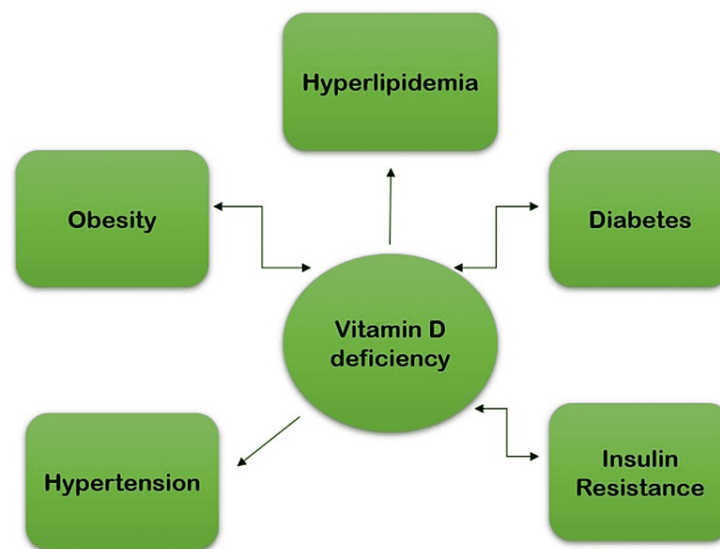 Hyperlipidemia
Obesity
Diabetes
Vitamin D
deficiency
Hypertension
Insulin
Resistance